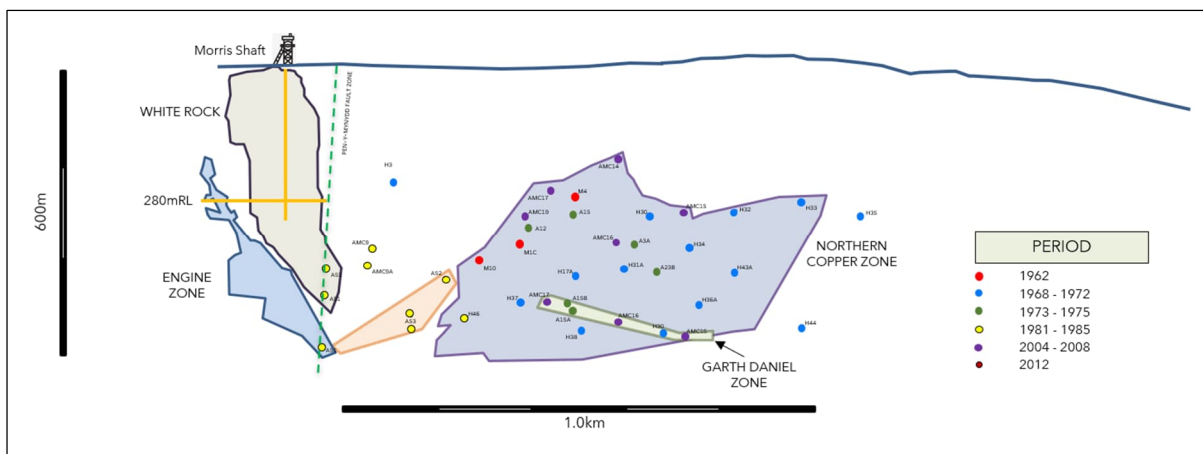 Morris Shaft
WHITE ROCK
PEN-Y-MYNYDD FAULT ZONE
H3
280mRL
600m
ENGINE
ZONE
AMC9
AMC9A
AS2
H46
AMC14
AMC17
M4
AMC19
A15
A12
M1C
M10
H30
AMC15
H32
H33
H35
AMC16
A3A
H34
H17A
H31A
A23B
H43A
NORTHERN
COPPER ZONE
H37
AMC17
A15B
A15A
AMC16
H36A
H38
H30
AMC15
H44
GARTH DANIEL
ZONE
1.0km
PERIOD
1962
1968 - 1972
1973 - 1975
1981 - 1985
2004 - 2008
2012